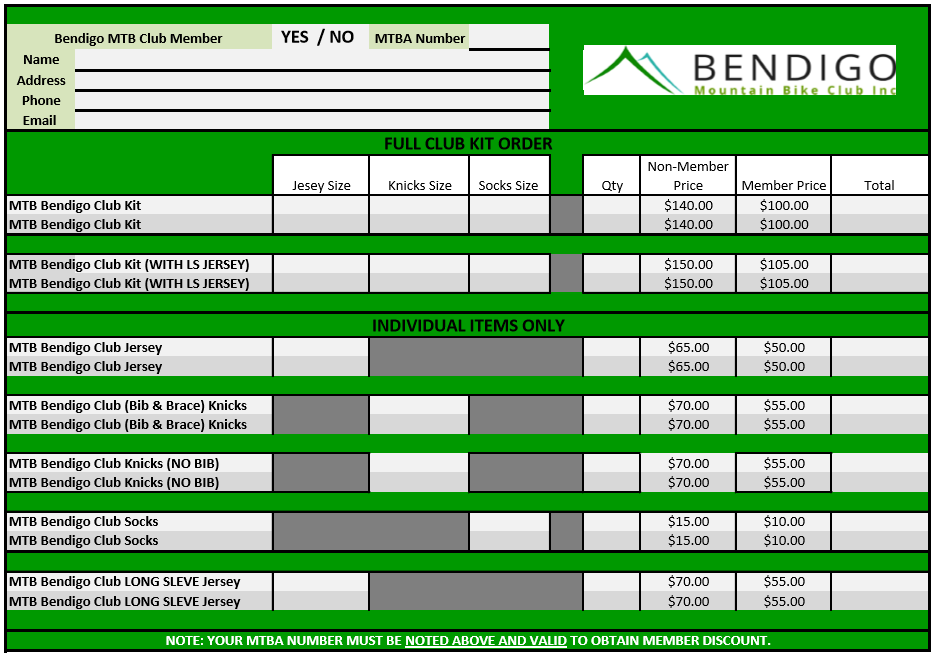 Bendigo MTB Club Member YES / NO MTBA Number
Name
Address
Phone
Email
BENDIGO
Mountain Bike Club Inc
FULL CLUB KIT ORDER
Jesey Size Knicks Size Socks Size Qty Non-Member Price Member Price Total
MTB Bendigo Club Kit $140.00 $100.00
MTB Bendigo Club Kit $140.00 $100.00
MTB Bendigo Club Kit (WITH LS JERSEY) $150.00 $105.00
MTB Bendigo Club Kit (WITH LS JERSEY) $150.00 $105.00
INDIVIDUAL ITEMS ONLY
MTB Bendigo Club Jersey $65.00 $50.00
MTB Bendigo Club Jersey $65.00 $50.00
MTB Bendigo Club (Bib & Brace) Knicks $70.00 $55.00
MTB Bendigo Club (Bib & Brace) Knicks $70.00 $55.00
MTB Bendigo Club Knicks (NO BIB) $70.00 $55.00
MTB Bendigo Club Knicks (NO BIB) $70.00 $55.00
MTB Bendigo Club Socks $15.00 $10.00
MTB Bendigo Club Socks $15.00 $10.00
MTB Bendigo Club LONG SLEVE Jersey $70.00 $55.00
MTB Bendigo Club LONG SLEVE Jersey $70.00 $55.00
NOTE: YOUR MTBA NUMBER MUST BE NOTED ABOVE AND VALID TO OBTAIN MEMBER DISCOUNT.